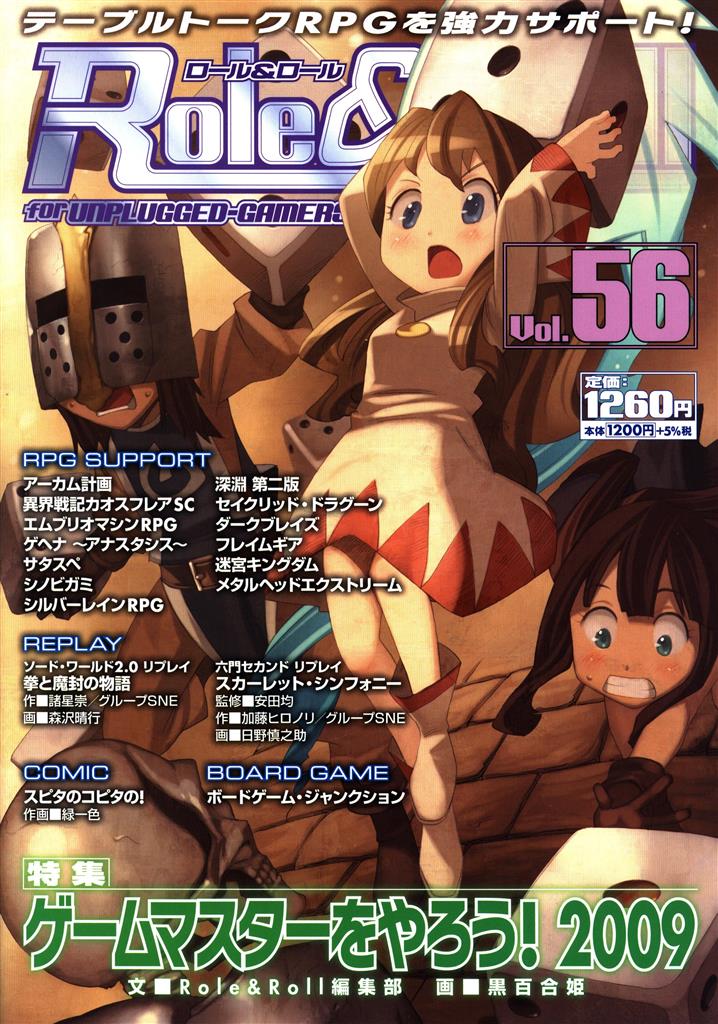 テーブルトークRPGを強力サポート!
ロール&ロール
Role&
for UNPLUGGED-GAMERS
Vol. 56
定価:
1260円
本体1200円+5%税
RPG SUPPORT
アーカム計画
異界戦記カオスフレアSC
エムブリオマシンRPG
ゲヘナ ～アナスタシス～
サタスペ
シノビガミ
シルバーレインRPG
深淵 第二版
セイクリッド・ドラグーン
ダークブレイズ
フレイムギア
迷宮キングダム
メタルヘッドエクストリーム
REPLAY
ソード・ワールド2.0 リプレイ
拳と魔封の物語
作■諸星崇／グループSNE
画■森沢晴行
六門セカンド リプレイ
スカーレット・シンフォニー
監修■安田均
作■加藤ヒロノリ／グループSNE
画■日野慎之助
COMIC
スピタのコピタの!
作画■緑一色
BOARD GAME
ボードゲーム・ジャンクション
特集
ゲームマスターをやろう! 2009
文■Role&Roll編集部 画■黒百合姫